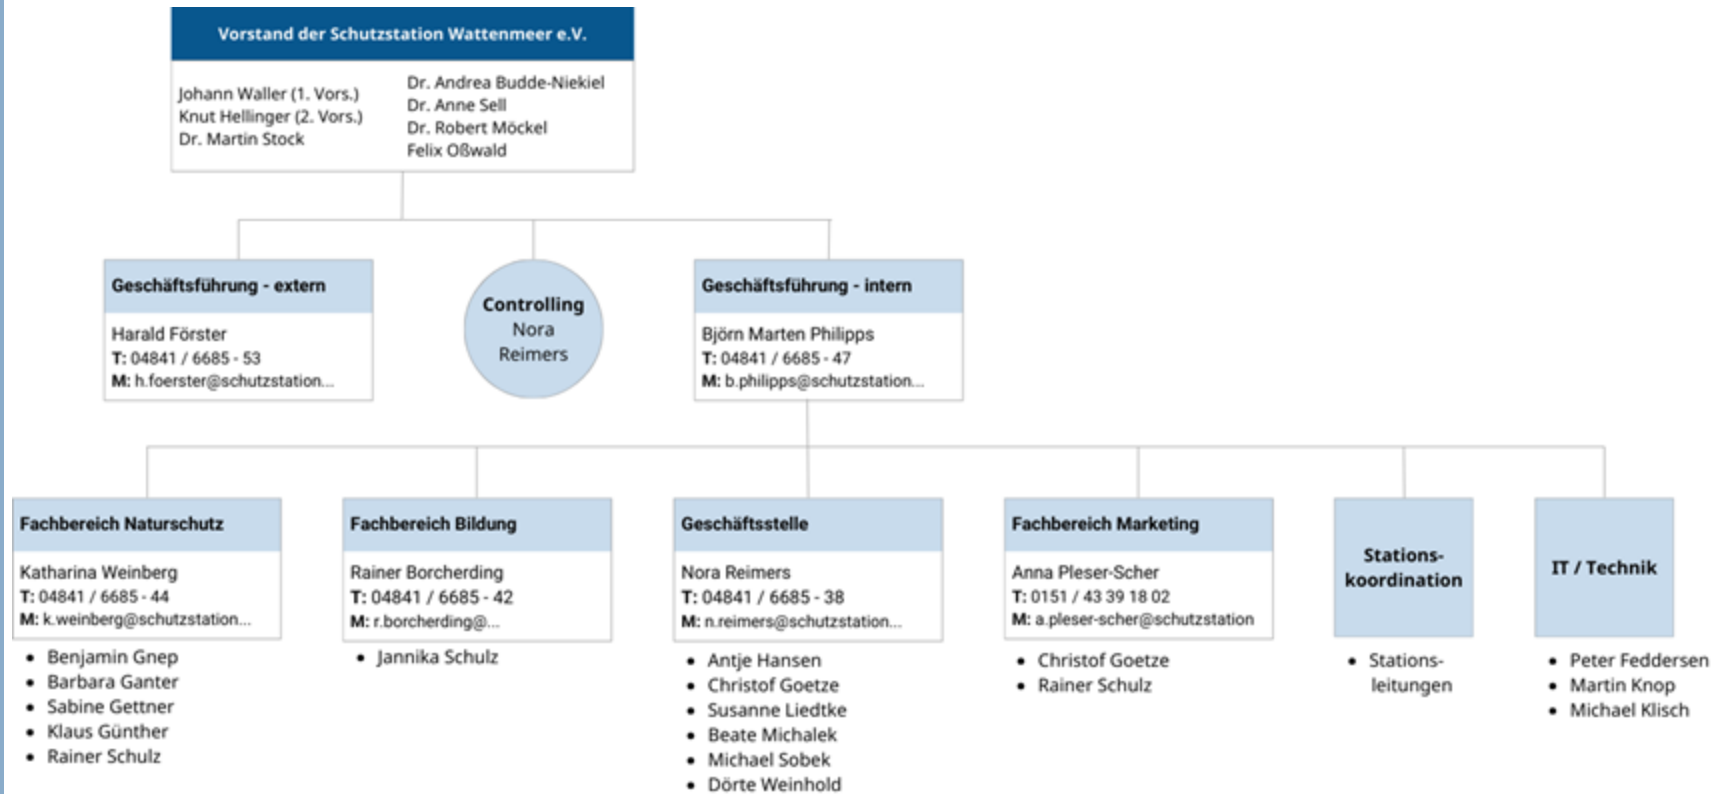 Vorstand der Schutzstation Wattenmeer e.V.
Johann Waller (1. Vors.)
Knut Hellinger (2. Vors.)
Dr. Martin Stock
Dr. Andrea Budde-Niekiel
Dr. Anne Sell
Dr. Robert Möckel
Felix Oßwald
Geschäftsführung - extern
Harald Förster
T: 04841 / 6685 - 53
M: h.foerster@schutzstation...
Controlling
Nora
Reimers
Geschäftsführung - intern
Björn Marten Philipps
T: 04841 / 6685 - 47
M: b.philipps@schutzstation...
Fachbereich Naturschutz
Katharina Weinberg
T: 04841 / 6685 - 44
M: k.weinberg@schutzstation...
• Benjamin Gnep
• Barbara Ganter
• Sabine Gettner
• Klaus Günther
• Rainer Schulz
Fachbereich Bildung
Rainer Borcherding
T: 04841 / 6685 - 42
M: r.borcherding@...
• Jannika Schulz
Geschäftsstelle
Nora Reimers
T: 04841 / 6685 - 38
M: n.reimers@schutzstation...
• Antje Hansen
• Christof Goetze
• Susanne Liedtke
• Beate Michalek
• Michael Sobek
• Dörte Weinhold
Fachbereich Marketing
Anna Pleser-Scher
T: 0151 / 43 39 18 02
M: a.pleser-scher@schutzstation
• Christof Goetze
• Rainer Schulz
Stations-
koordination
• Stations-
leitungen
IT / Technik
• Peter Feddersen
• Martin Knop
• Michael Klisch